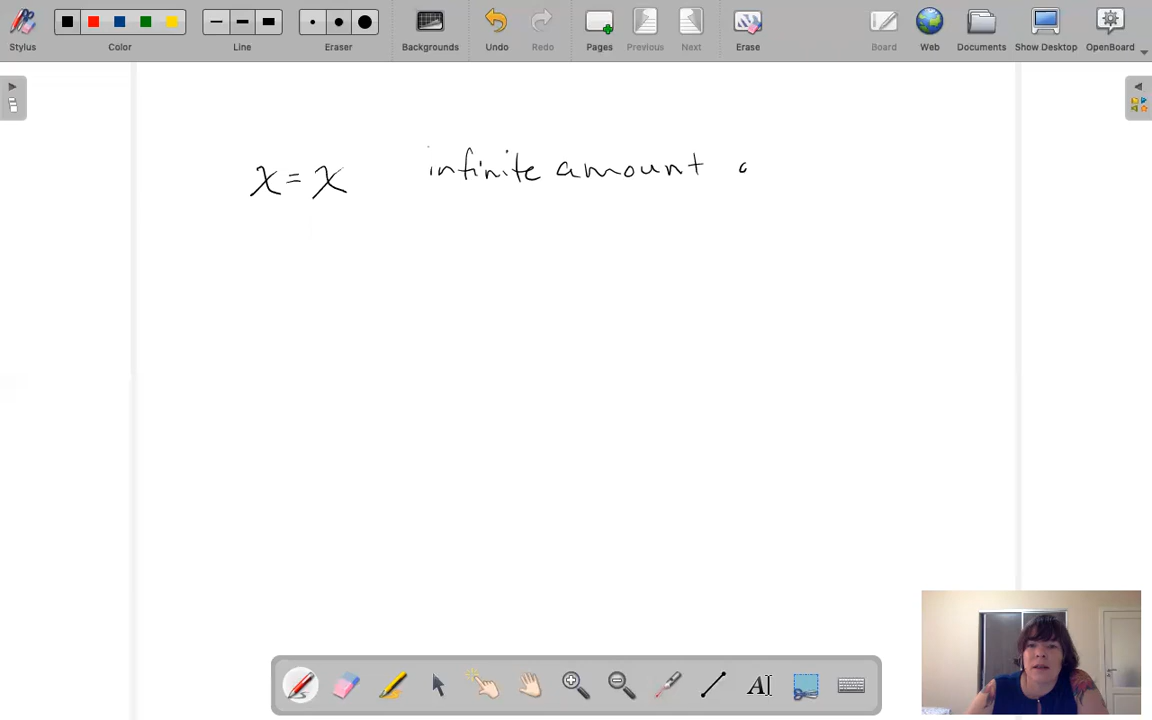 Stylus
Color
Line
Eraser
Backgrounds
Undo
Redo
Pages
Previous
Next
Erase
Board
Web
Documents
Show Desktop
OpenBoard
x = x infinite amount o
A